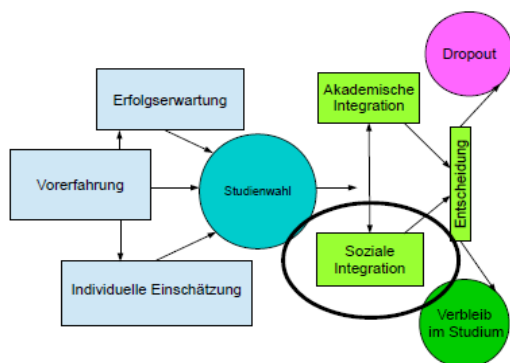 Dropout
Erfolgserwartung
Akademische
Integration
Vorerfahrung
Studienwahl
Entscheidung
Soziale
Integration
Individuelle Einschätzung
Verbleib
im Studium